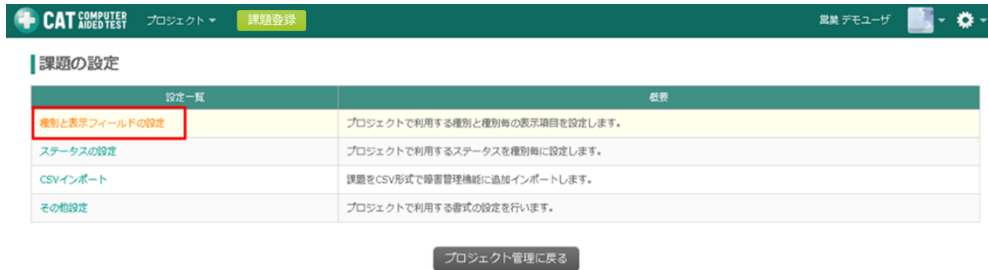 CAT COMPUTER AIDED TEST プロジェクト 課題登録 営業 デモユーザ
課題の設定
設定一覧 概要
種別と表示フィールドの設定 プロジェクトで利用する種別と種別毎の表示項目を設定します。
ステータスの設定 プロジェクトで利用するステータスを種別毎に設定します。
CSVインポート 課題をCSV形式で障害管理機能に追加インポートします。
その他設定 プロジェクトで利用する書式の設定を行います。
プロジェクト管理に戻る